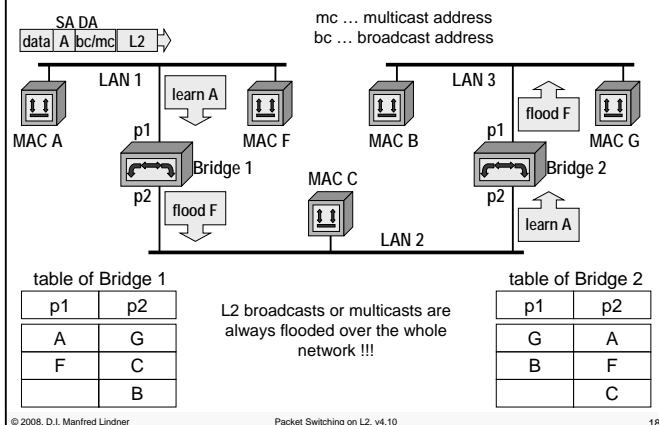 SA DA
data A bc/mc L2
mc … multicast address
bc … broadcast address
LAN 1
LAN 3
learn A
flood F
MAC A
p1
MAC F
MAC B
p1
MAC G
Bridge 1
MAC C
Bridge 2
p2
flood F
p2
learn A
LAN 2
table of Bridge 1
p1 p2
A G
F C
B
L2 broadcasts or multicasts are
always flooded over the whole
network !!!
table of Bridge 2
p1 p2
G A
B F
C
© 2008, D.I. Manfred Lindner
Packet Switching on L2, v4.10
18